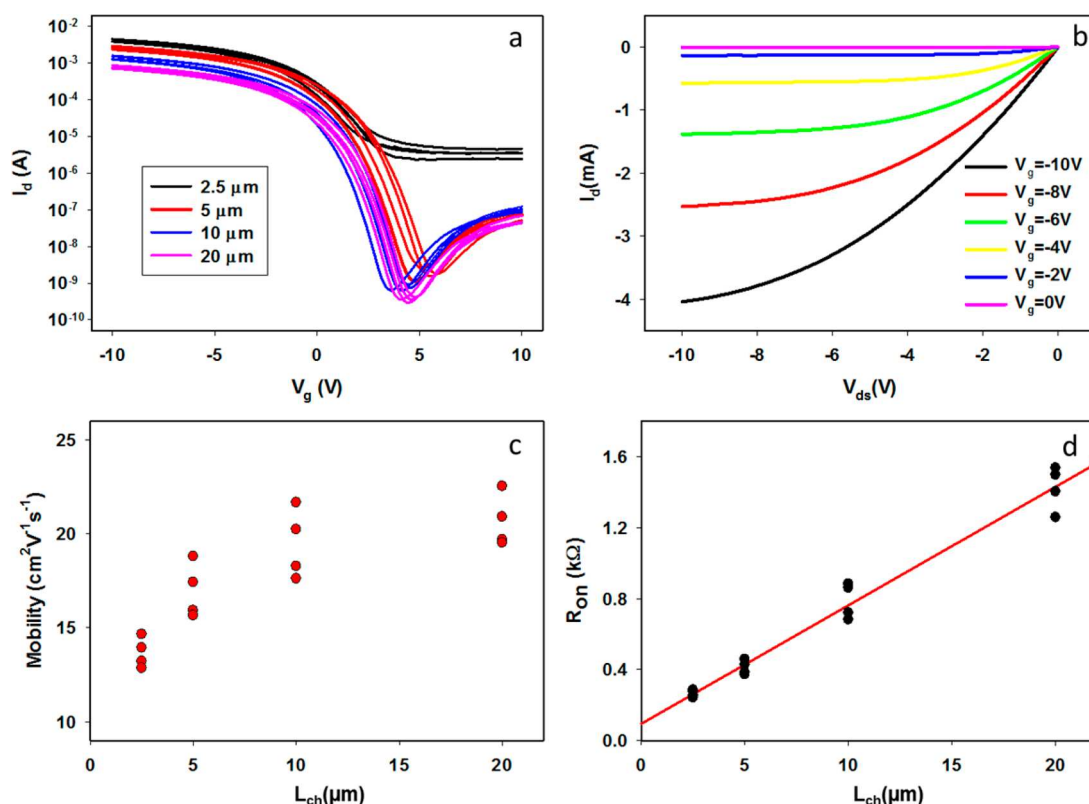 a
I_d (A)
10⁻²
10⁻³
10⁻⁴
10⁻⁵
10⁻⁶
10⁻⁷
10⁻⁸
10⁻⁹
10⁻¹⁰
2.5 μm
5 μm
10 μm
20 μm
-10
-5
0
5
10
V_g (V)
b
I_d(mA)
0
-1
-2
-3
-4
V_g=-10V
V_g=-8V
V_g=-6V
V_g=-4V
V_g=-2V
V_g=0V
-10
-8
-6
-4
-2
0
V_ds(V)
c
Mobility (cm²V⁻¹s⁻¹)
25
20
15
10
0
5
10
15
20
L_ch(μm)
d
R_ON (kΩ)
1.6
1.2
0.8
0.4
0.0
0
5
10
15
20
L_ch(μm)